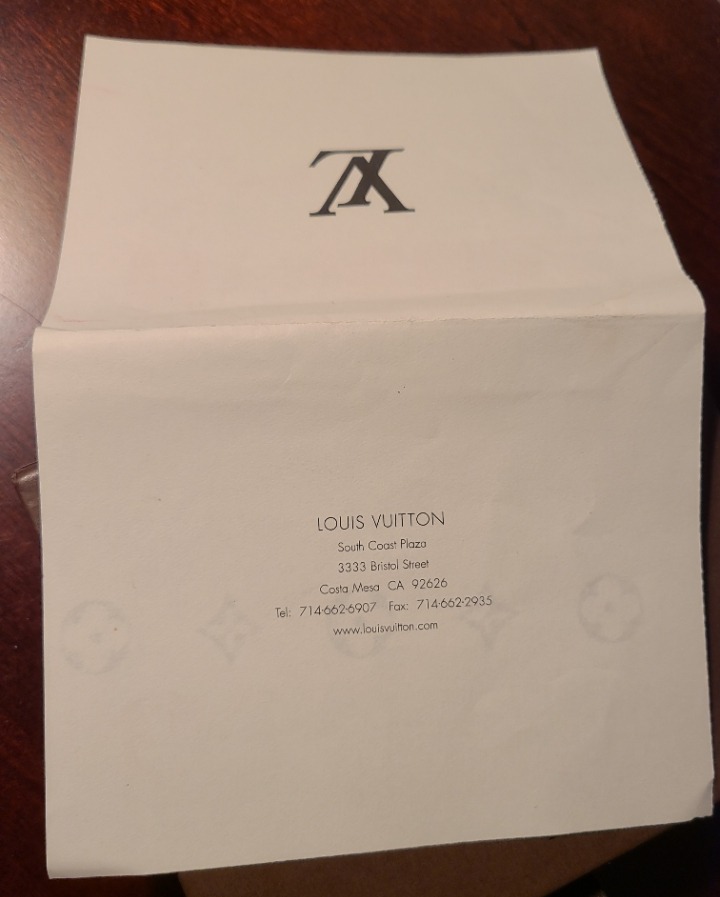 LV
LOUIS VUITTON
South Coast Plaza
3333 Bristol Street
Costa Mesa CA 92626
Tel: 714-662-6907 Fax: 714-662-2935
www.louisvuitton.com